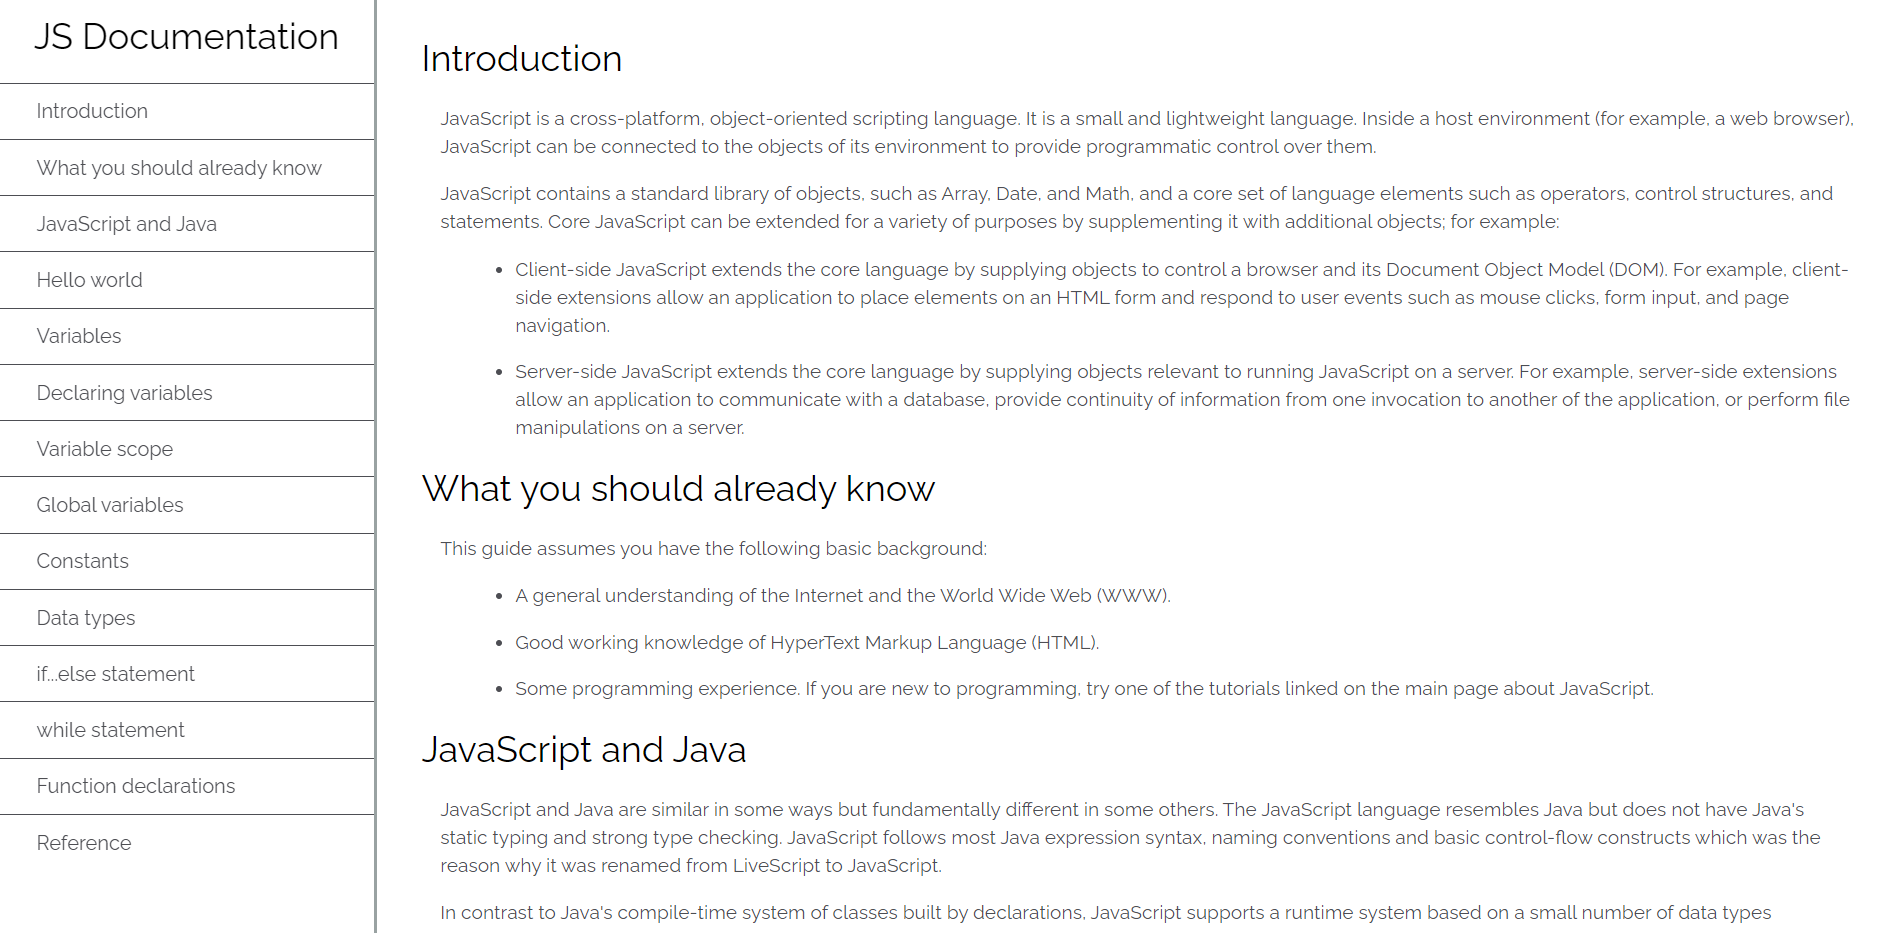 JS Documentation
Introduction
What you should already know
JavaScript and Java
Hello world
Variables
Declaring variables
Variable scope
Global variables
Constants
Data types
if...else statement
while statement
Function declarations
Reference
Introduction
JavaScript is a cross-platform, object-oriented scripting language. It is a small and lightweight language. Inside a host environment (for example, a web browser),
JavaScript can be connected to the objects of its environment to provide programmatic control over them.
JavaScript contains a standard library of objects, such as Array, Date, and Math, and a core set of language elements such as operators, control structures, and
statements. Core JavaScript can be extended for a variety of purposes by supplementing it with additional objects; for example:
• Client-side JavaScript extends the core language by supplying objects to control a browser and its Document Object Model (DOM). For example, client-
side extensions allow an application to place elements on an HTML form and respond to user events such as mouse clicks, form input, and page
navigation.
• Server-side JavaScript extends the core language by supplying objects relevant to running JavaScript on a server. For example, server-side extensions
allow an application to communicate with a database, provide continuity of information from one invocation to another of the application, or perform file
manipulations on a server.
What you should already know
This guide assumes you have the following basic background:
• A general understanding of the Internet and the World Wide Web (WWW).
• Good working knowledge of HyperText Markup Language (HTML).
• Some programming experience. If you are new to programming, try one of the tutorials linked on the main page about JavaScript.
JavaScript and Java
JavaScript and Java are similar in some ways but fundamentally different in some others. The JavaScript language resembles Java but does not have Java's
static typing and strong type checking. JavaScript follows most Java expression syntax, naming conventions and basic control-flow constructs which was the
reason why it was renamed from LiveScript to JavaScript.
In contrast to Java's compile-time system of classes built by declarations, JavaScript supports a runtime system based on a small number of data types